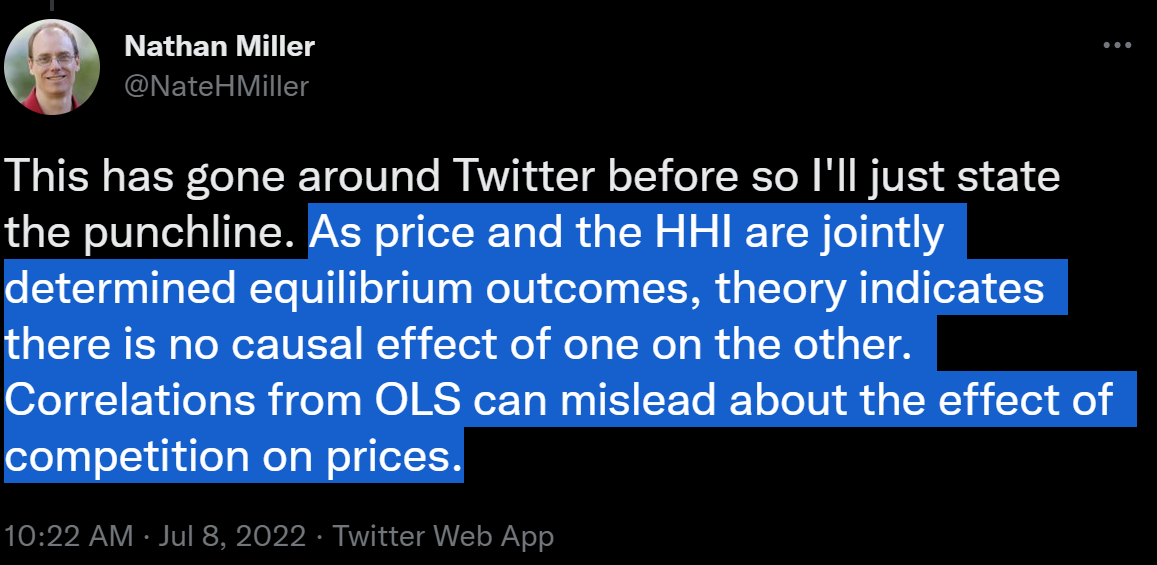 Nathan Miller
@NateHMiller
This has gone around Twitter before so I'll just state
the punchline. As price and the HHI are jointly
determined equilibrium outcomes, theory indicates
there is no causal effect of one on the other.
Correlations from OLS can mislead about the effect of
competition on prices.
10:22 AM · Jul 8, 2022 · Twitter Web App